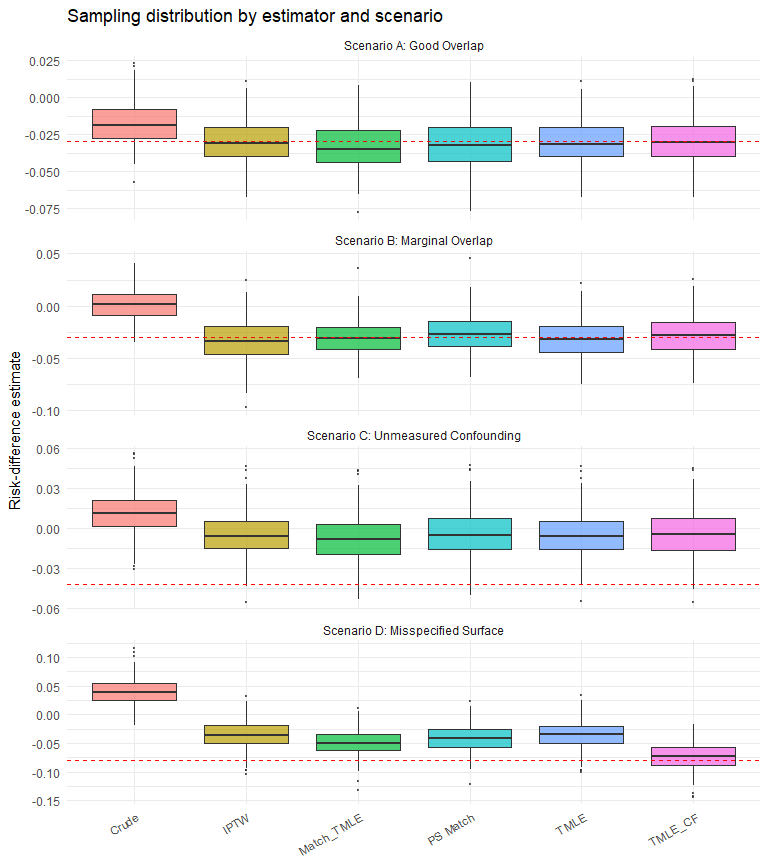 Sampling distribution by estimator and scenario
Risk-difference estimate
Scenario A: Good Overlap
0.025
0.000
-0.025
-0.050
-0.075
Scenario B: Marginal Overlap
0.05
0.00
-0.05
-0.10
Scenario C: Unmeasured Confounding
0.06
0.03
0.00
-0.03
-0.06
Scenario D: Misspecified Surface
0.10
0.05
0.00
-0.05
-0.10
-0.15
Crude
IPTW
Match_TMLE
PS_Match
TMLE
TMLE_CF